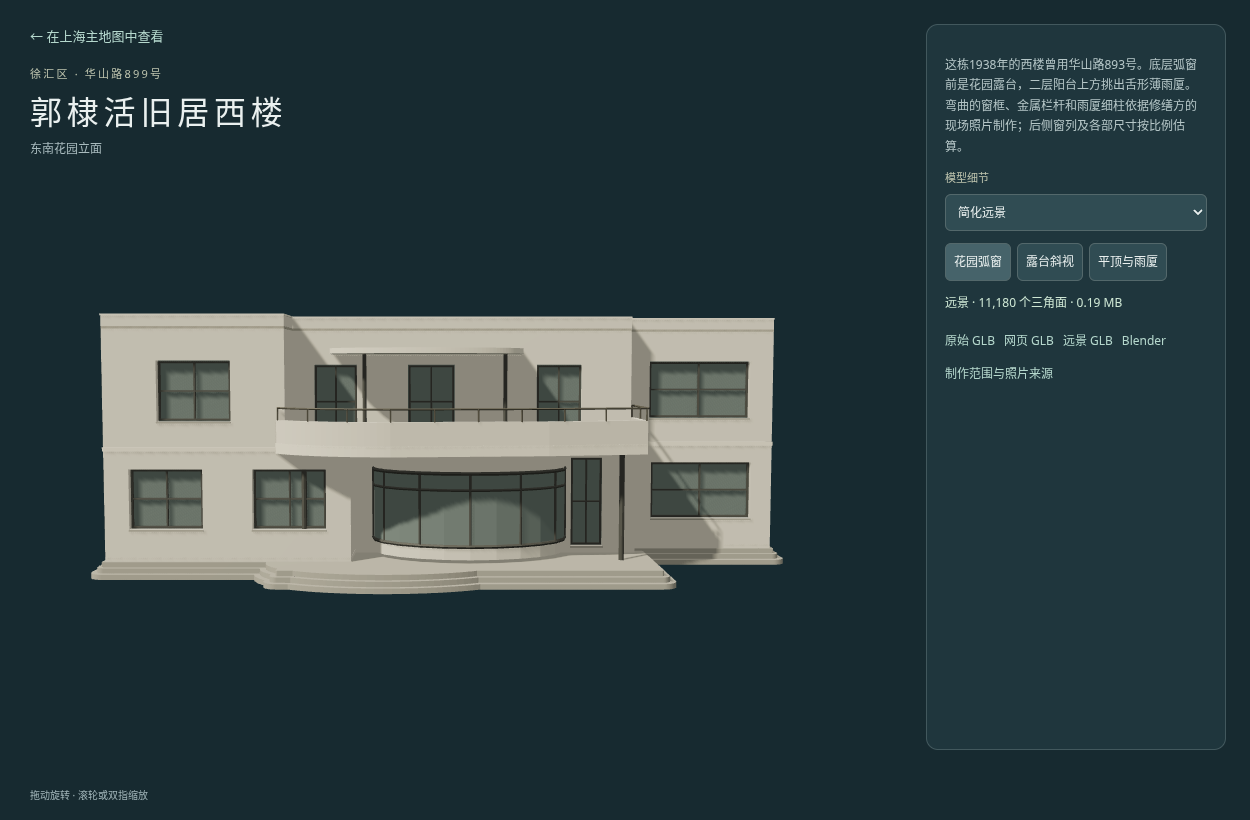 ← 在上海主地图中查看
徐汇区 · 华山路899号
郭棣活旧居西楼
东南花园立面
这栋1938年的西楼曾用华山路893号。底层弧窗
前是花园露台，二层阳台上方挑出舌形薄雨厦。
弯曲的窗框、金属栏杆和雨厦细柱依据修缮方的
现场照片制作；后侧窗列及各部尺寸按比例估
算。
模型细节
简化远景
花园弧窗 露台斜视 平顶与雨厦
远景 · 11,180 个三角面 · 0.19 MB
原始 GLB 网页 GLB 远景 GLB Blender
制作范围与照片来源
拖动旋转 · 滚轮或双指缩放